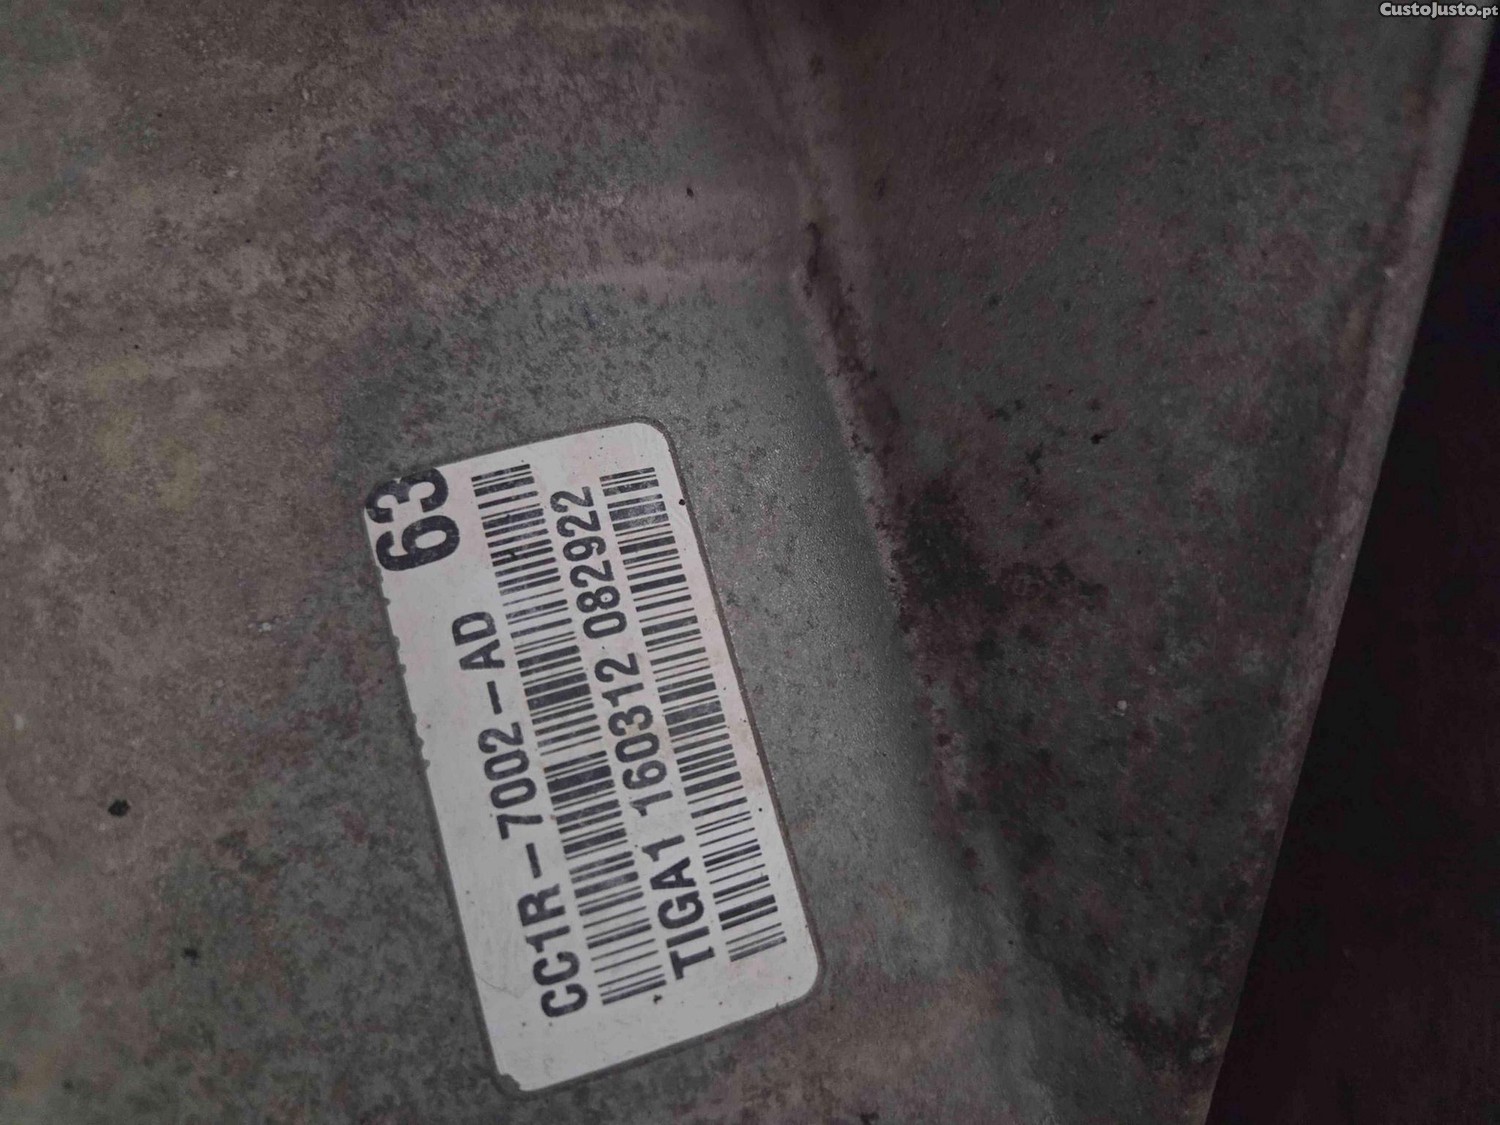 CustoJusto.pt
63
CC1R-7002-AD
TIGA1 160312 082922